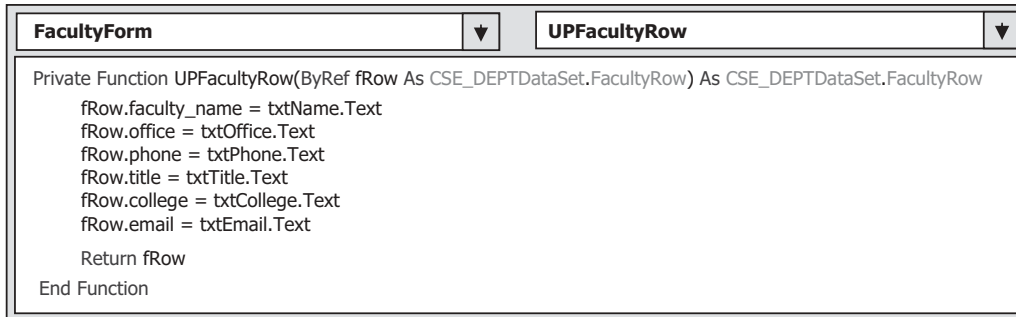 FacultyForm
UPFacultyRow
Private Function UPFacultyRow(ByRef fRow As CSE_DEPTDataSet.FacultyRow) As CSE_DEPTDataSet.FacultyRow
fRow.faculty_name = txtName.Text
fRow.office = txtOffice.Text
fRow.phone = txtPhone.Text
fRow.title = txtTitle.Text
fRow.college = txtCollege.Text
fRow.email = txtEmail.Text
Return fRow
End Function